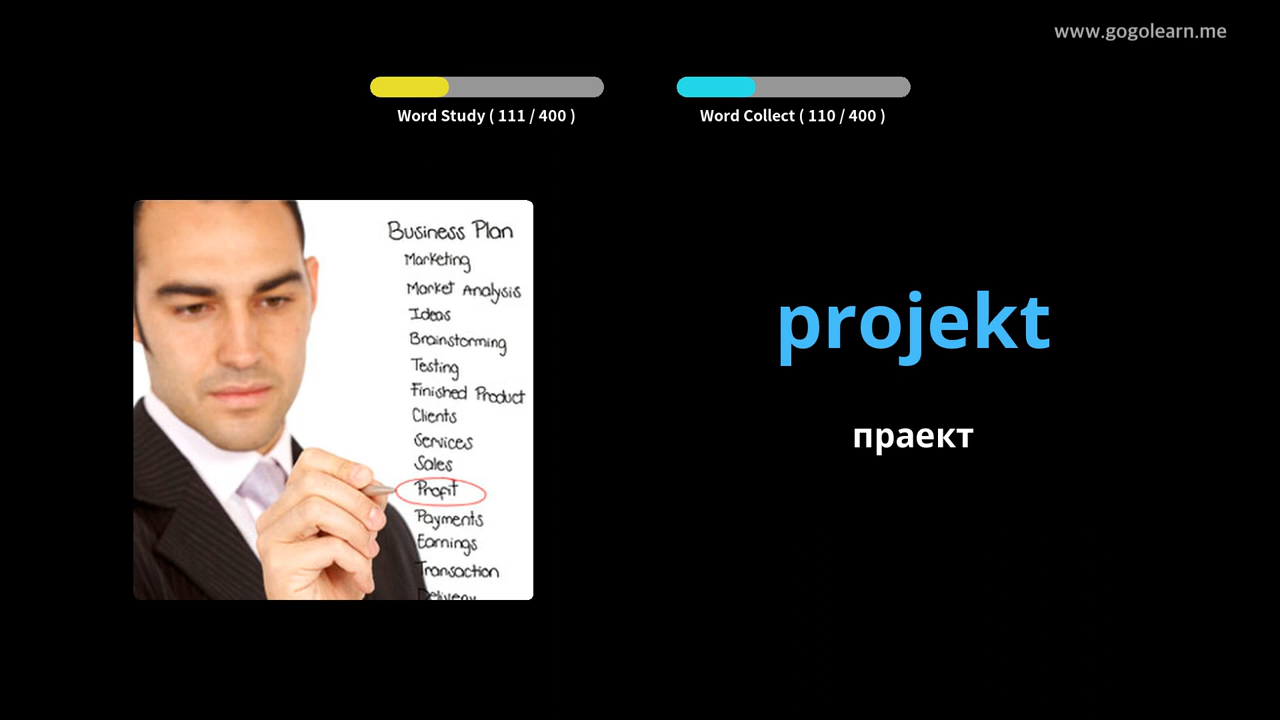 www.gogolearn.me
Word Study ( 111 / 400 )
Word Collect ( 110 / 400 )
Business Plan
Marketing
Market Analysis
Ideas
Brainstorming
Testing
Finished Product
Clients
Services
Sales
Profit
Payments
Earnings
Transaction
Delivery
projekt
праект